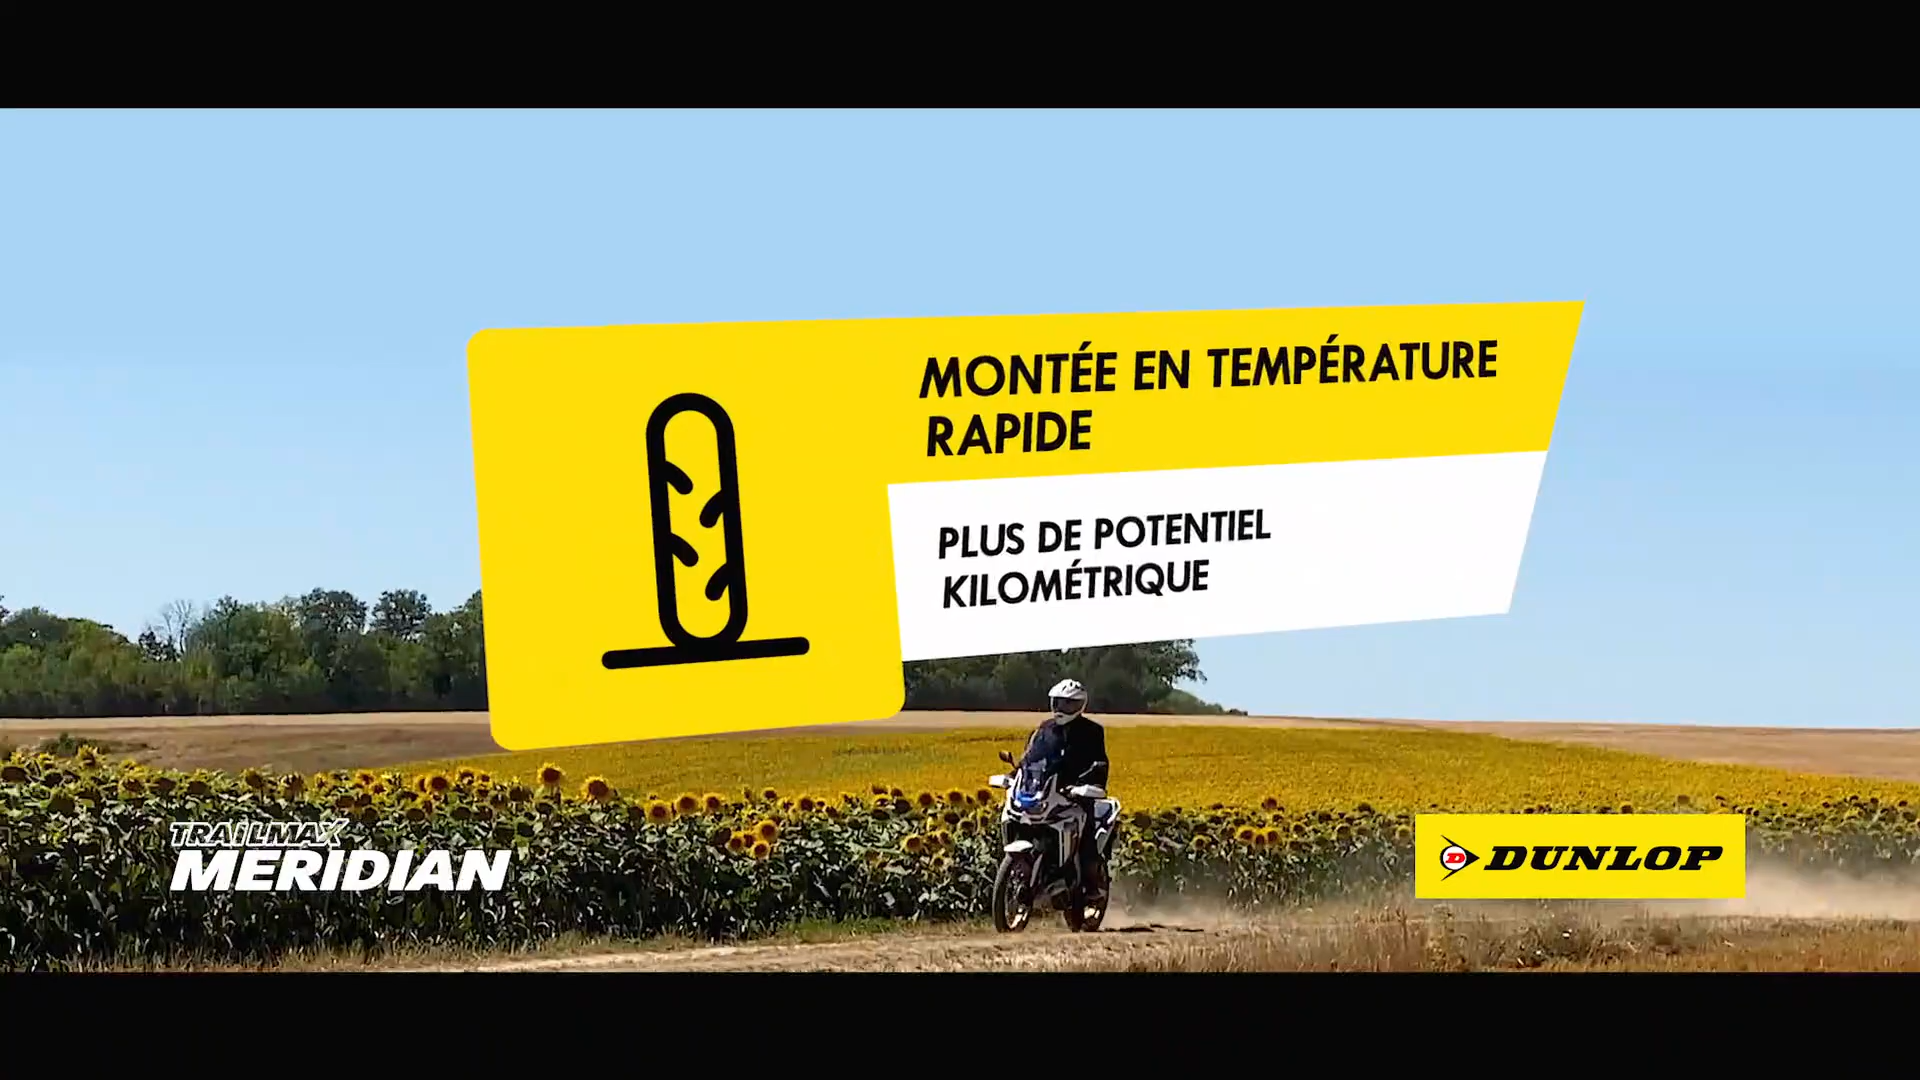 MONTÉE EN TEMPÉRATURE
RAPIDE
PLUS DE POTENTIEL
KILOMÉTRIQUE
TRAILMAX
MERIDIAN
D DUNLOP